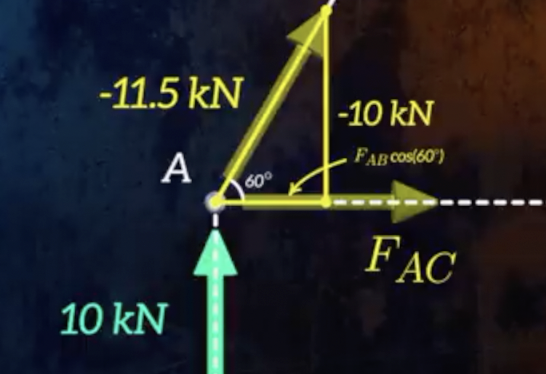 -11.5 kN
-10 kN
F_AB cos(60°)
A
60°
F_AC
10 kN